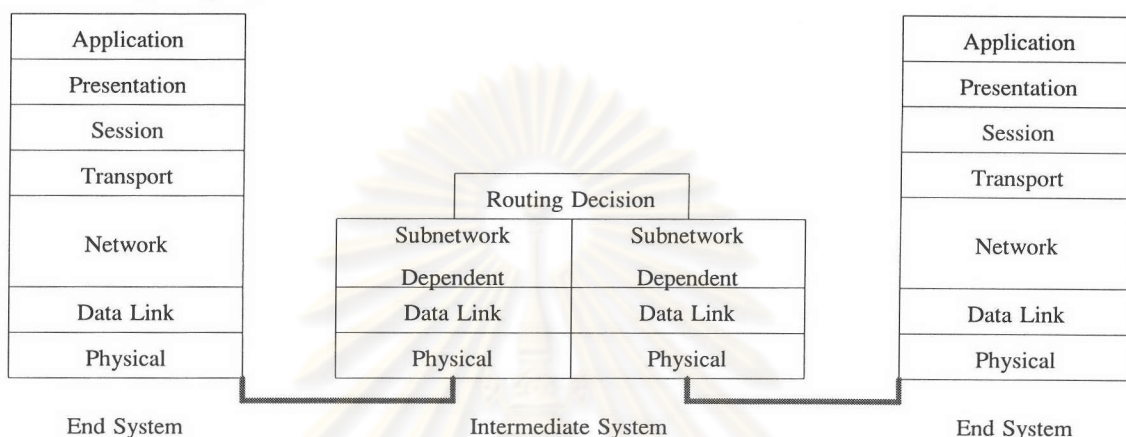 Application
Presentation
Session
Transport
Network
Data Link
Physical
End System
Routing Decision
Subnetwork
Dependent
Data Link
Physical
Subnetwork
Dependent
Data Link
Physical
Intermediate System
Application
Presentation
Session
Transport
Network
Data Link
Physical
End System